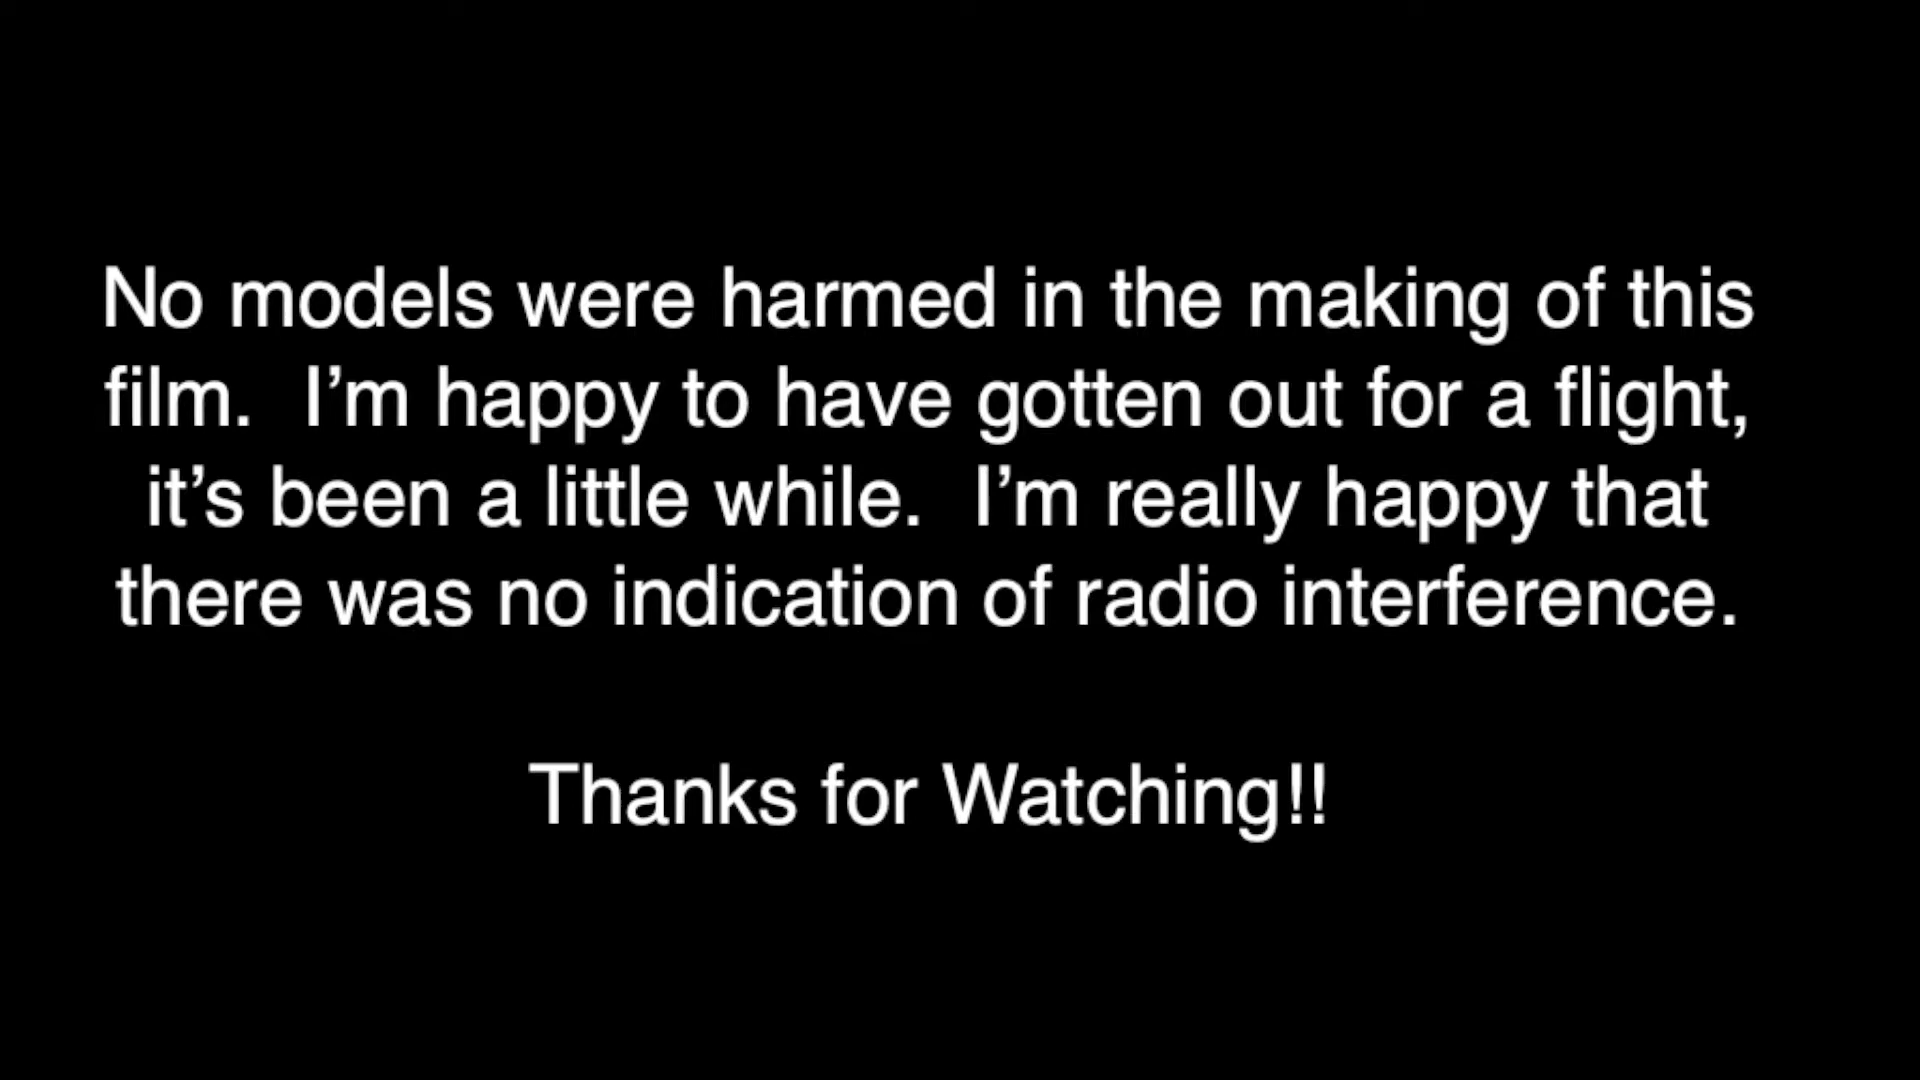 No models were harmed in the making of this
film.  I’m happy to have gotten out for a flight,
it’s been a little while.  I’m really happy that
there was no indication of radio interference.
Thanks for Watching!!